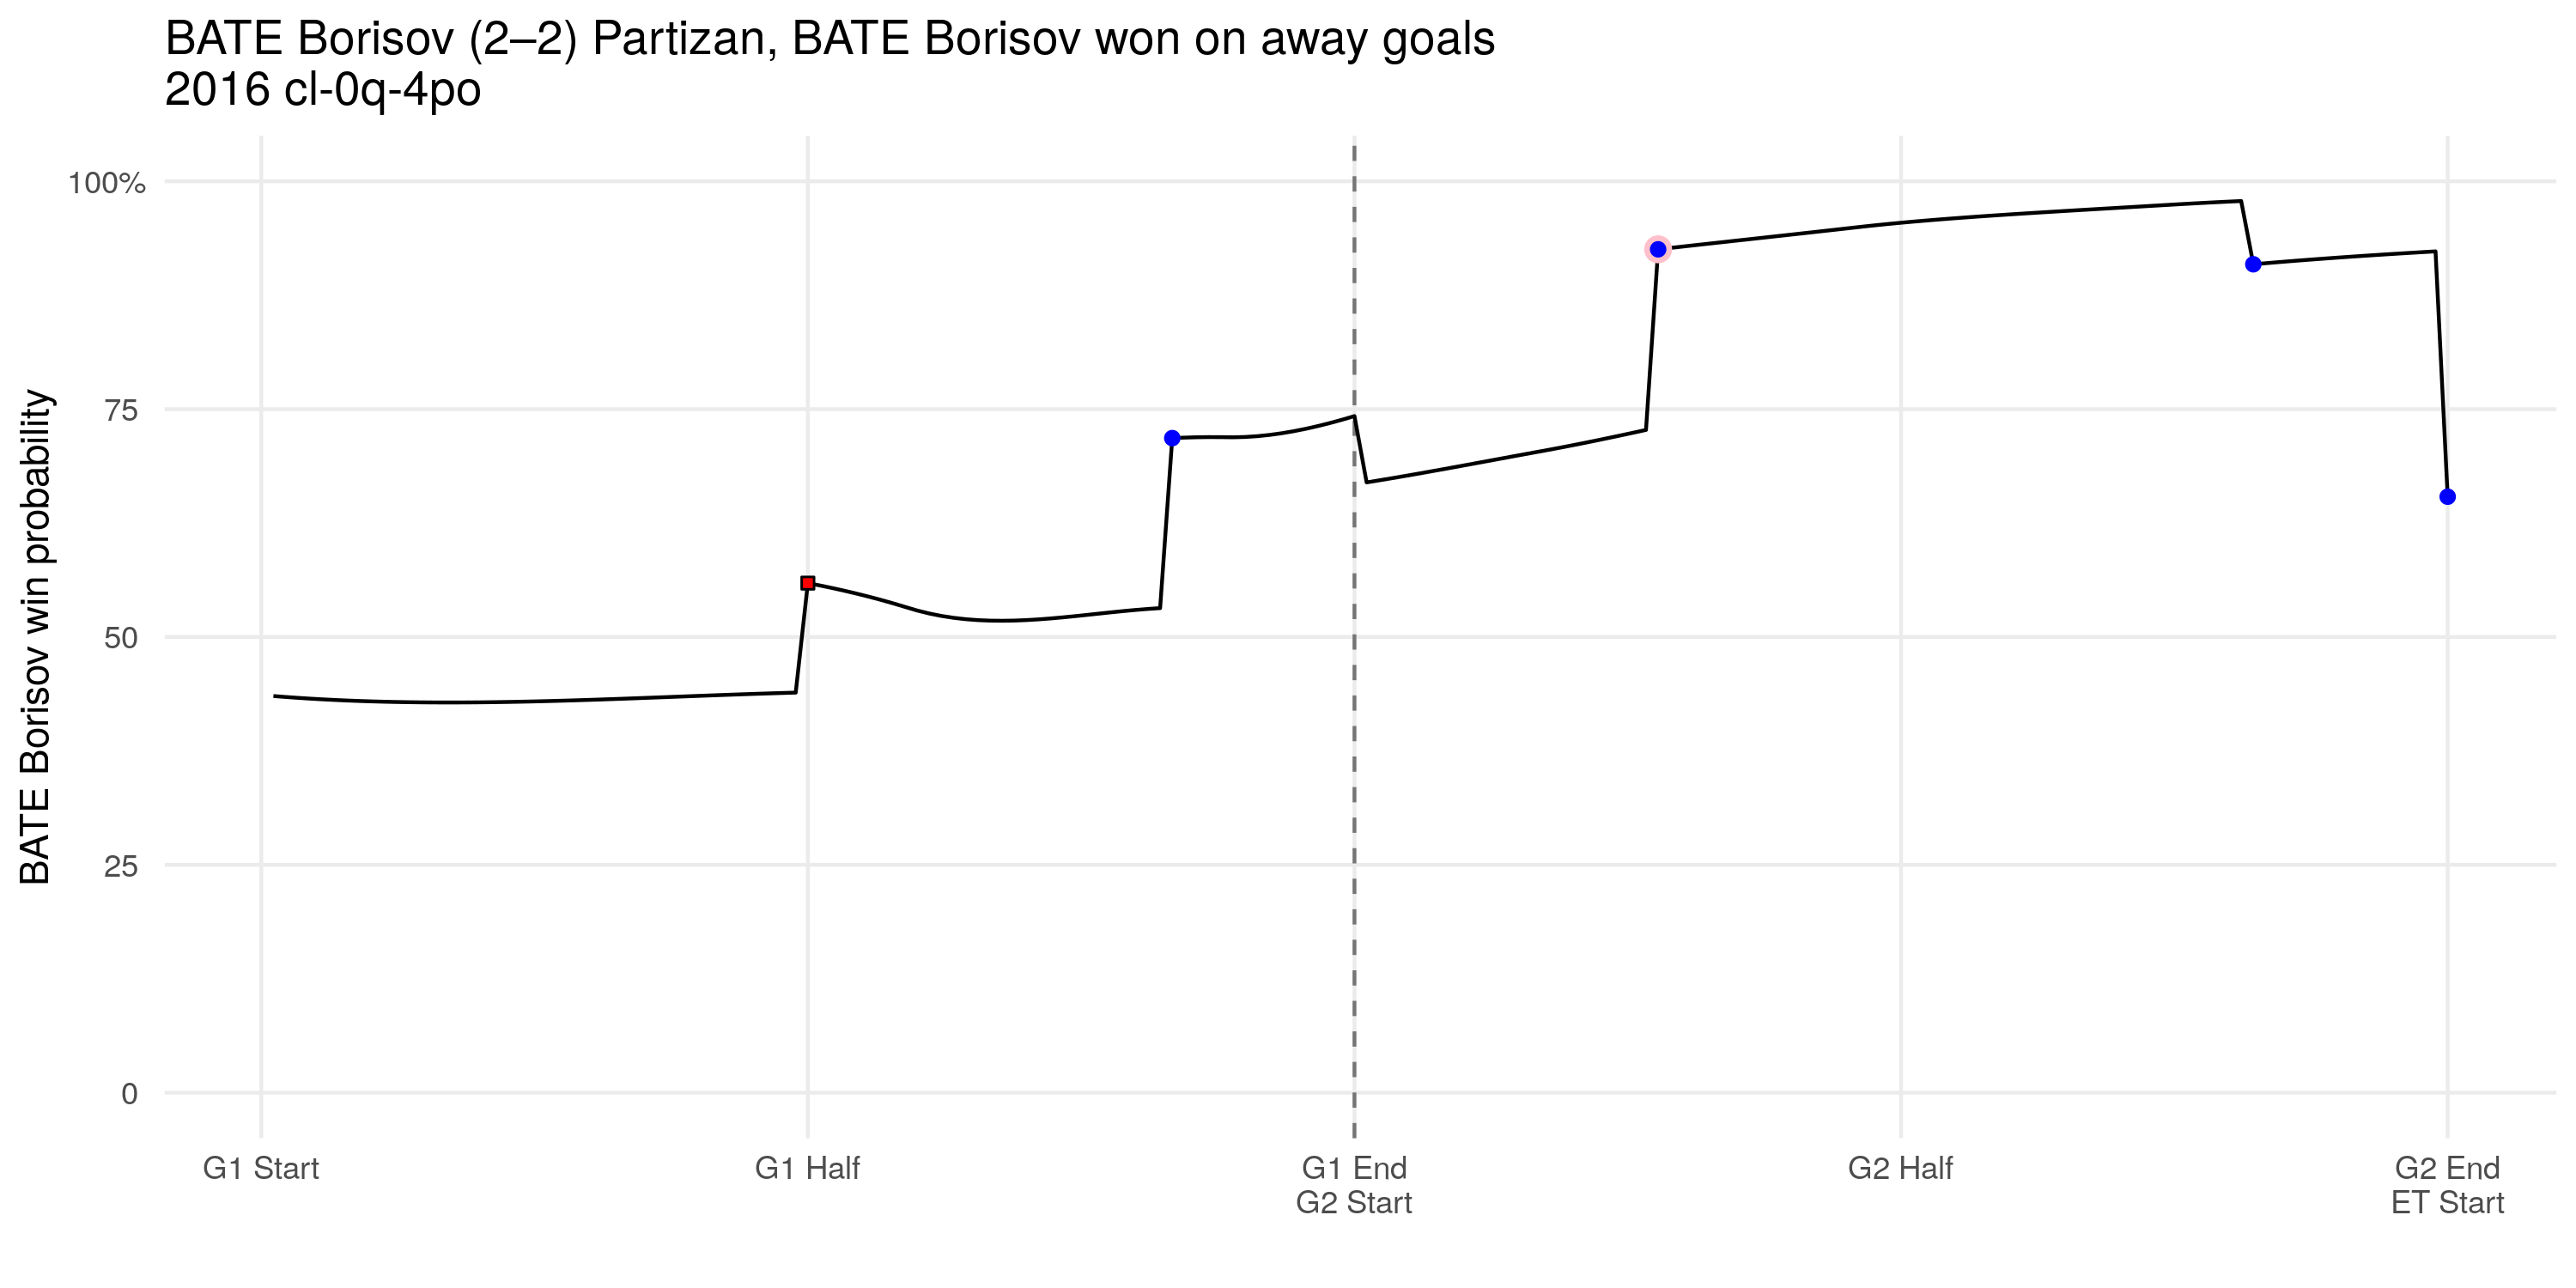 BATE Borisov (2–2) Partizan, BATE Borisov won on away goals
2016 cl-0q-4po
BATE Borisov win probability
100%
75
50
25
0
G1 Start
G1 Half
G1 End
G2 Start
G2 Half
G2 End
ET Start